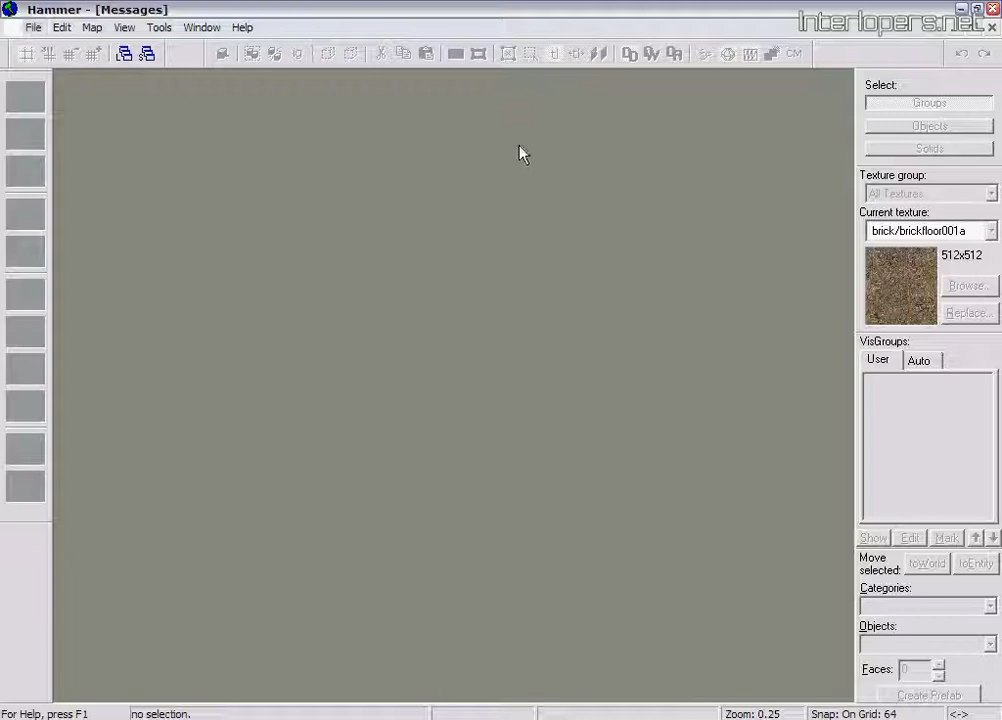 Hammer - [Messages]
Interlopers.net
File Edit Map View Tools Window Help
CM
Select:
Groups
Objects
Solids
Texture group:
All Textures
Current texture:
brick/brickfloor001a
512x512
Browse...
Replace...
VisGroups:
User Auto
Show Edit Mark
Move selected: toWorld toEntity
Categories:
Objects:
Faces: 0
Create Prefab
For Help, press F1 no selection. Zoom: 0.25 Snap: On Grid: 64 <->